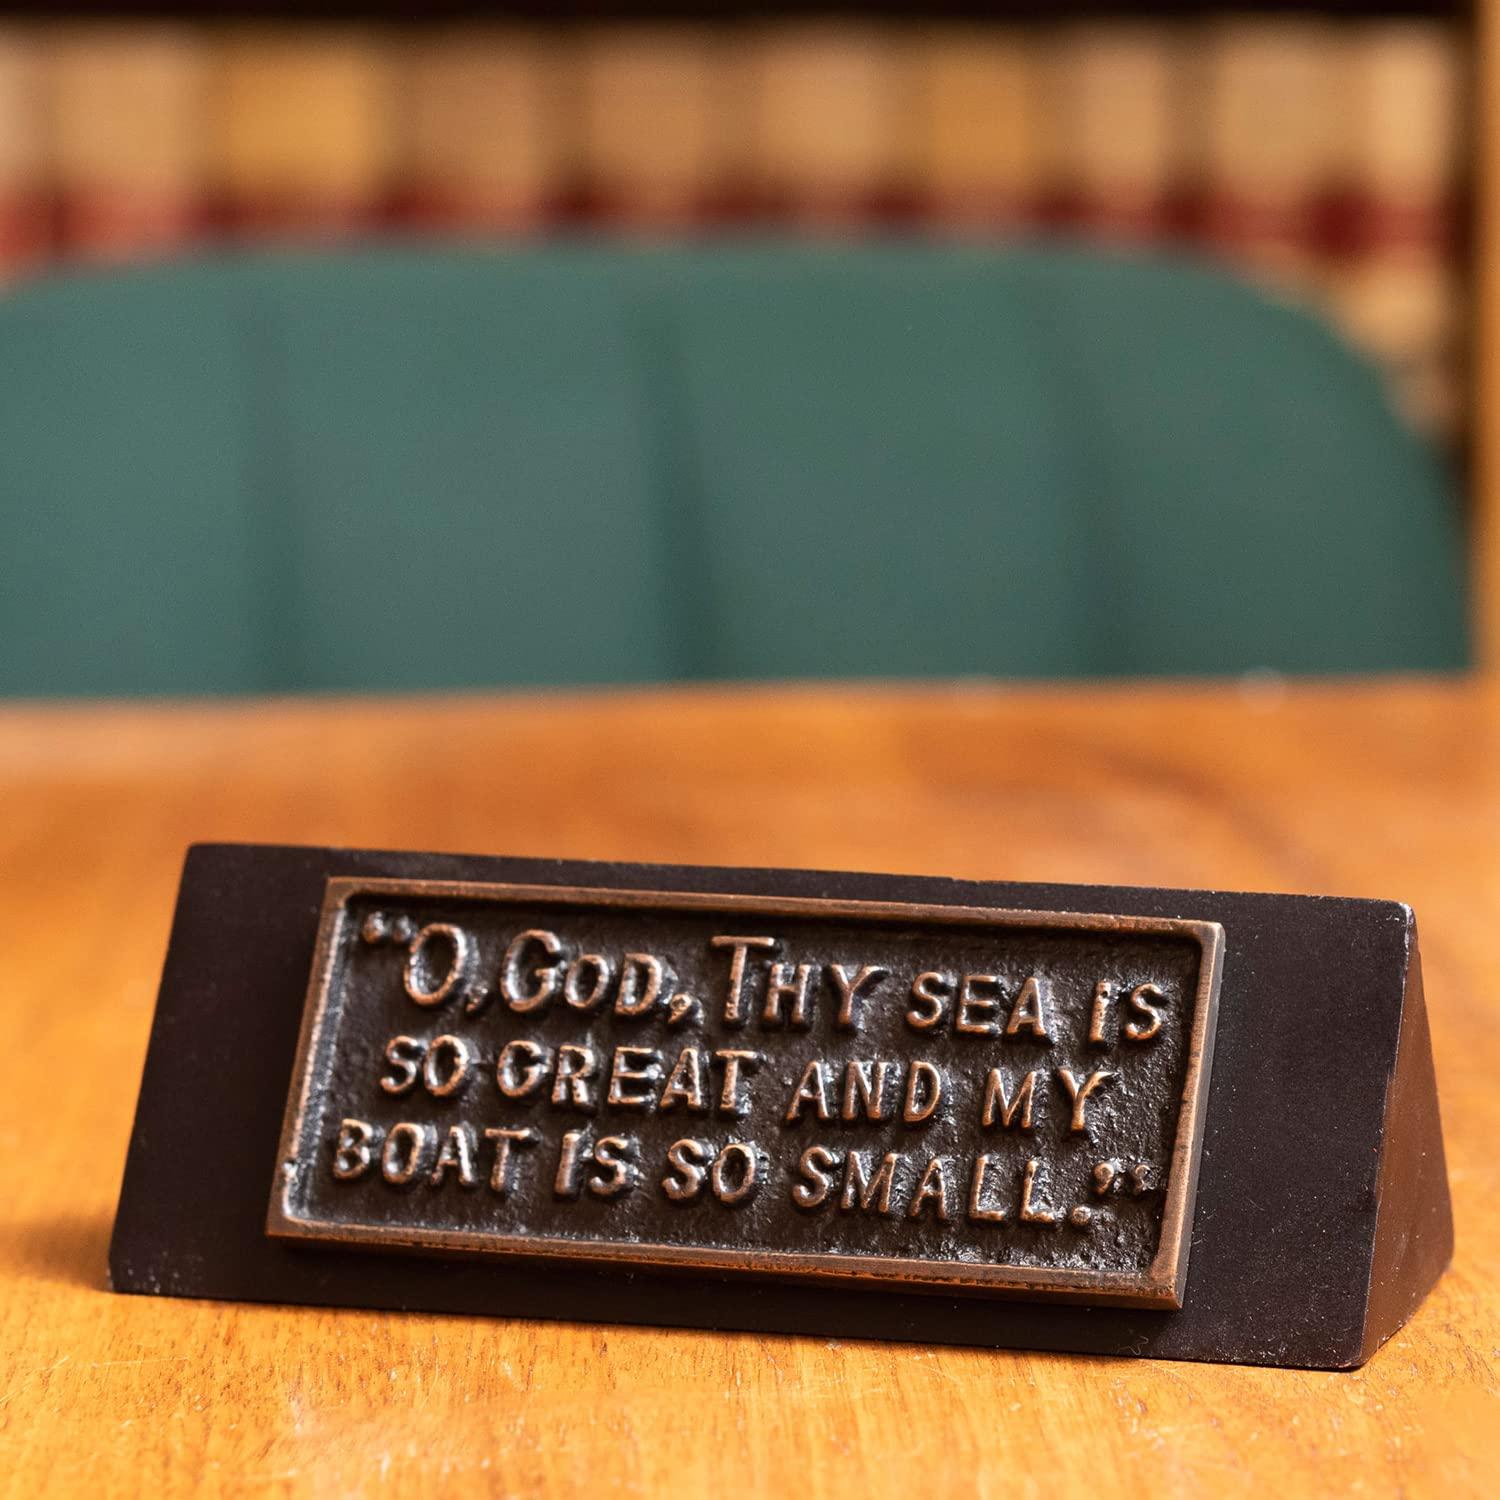 “O, GOD, THY SEA IS
SO GREAT AND MY
BOAT IS SO SMALL.”